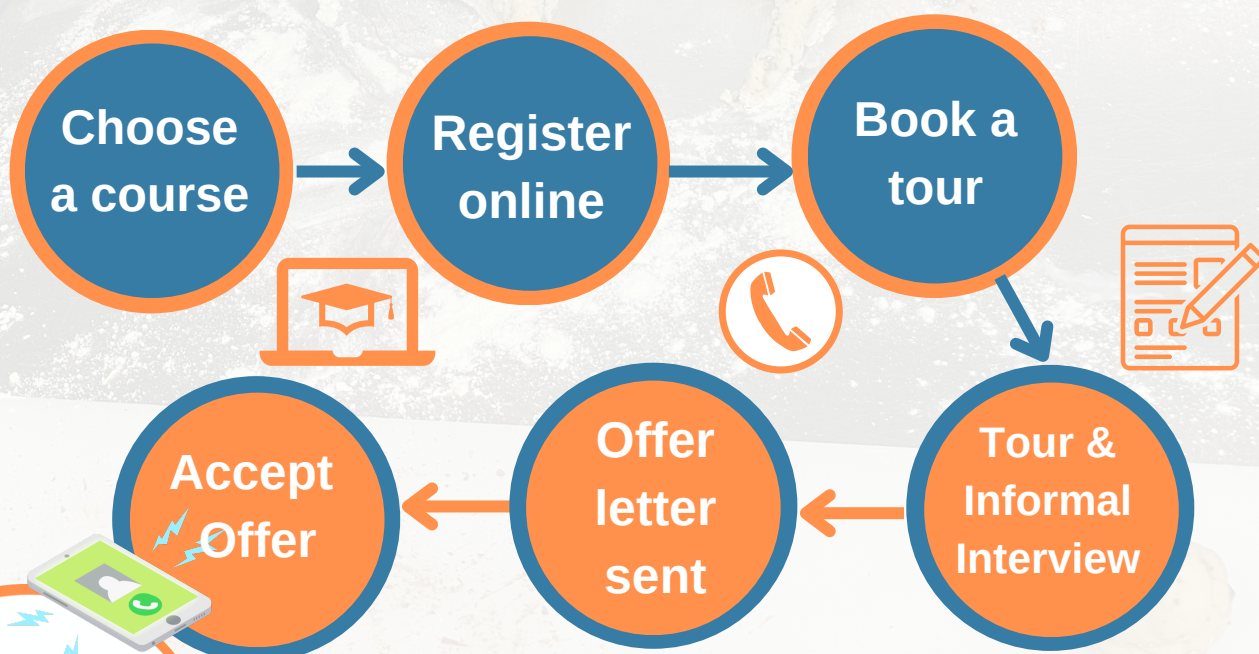 Choose
a course
Register
online
Book a
tour
Tour &
Informal
Interview
Offer
letter
sent
Accept
Offer